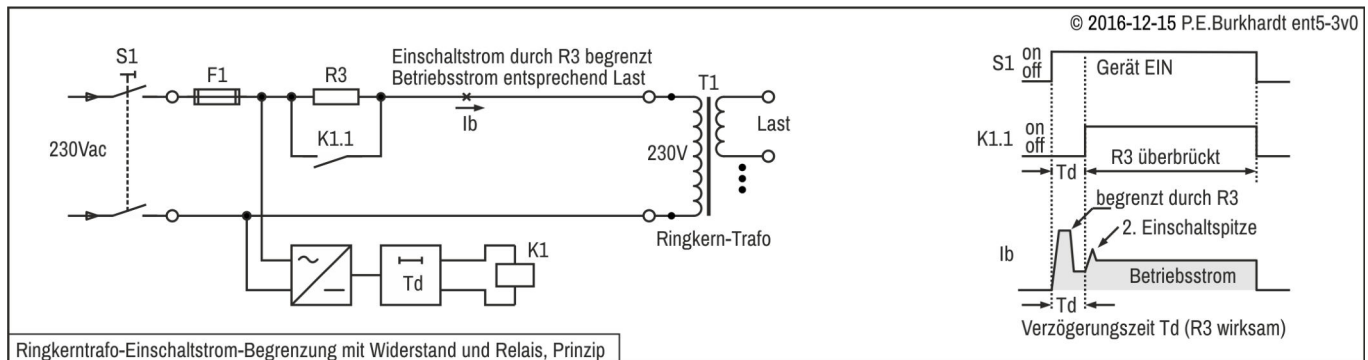 © 2016-12-15 P.E.Burkhardt ent5-3v0
S1
F1
R3
Einschaltstrom durch R3 begrenzt
Betriebsstrom entsprechend Last
T1
Ib
K1.1
230Vac
230V
Last
Ringkern-Trafo
K1
Td
S1 on
off
Gerät EIN
K1.1 on
off
R3 überbrückt
Td
begrenzt durch R3
2. Einschaltspitze
Ib
Betriebsstrom
Td
Verzögerungszeit Td (R3 wirksam)
Ringkerntrafo-Einschaltstrom-Begrenzung mit Widerstand und Relais, Prinzip